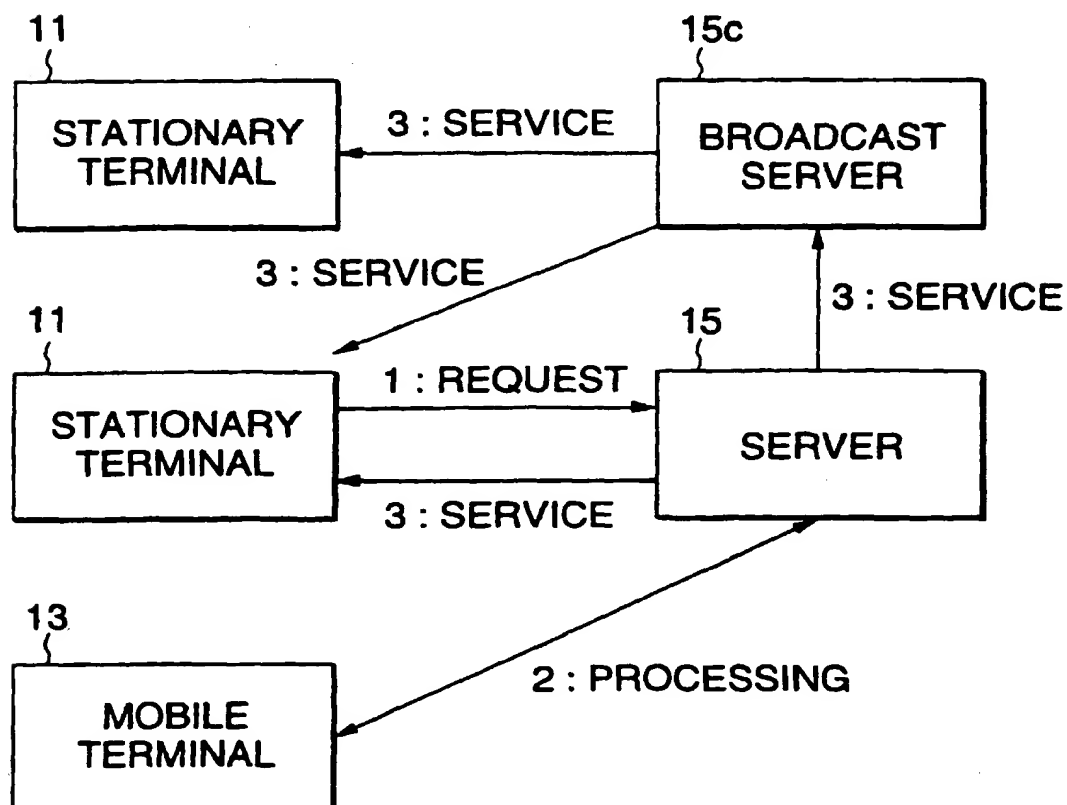 11
15c
STATIONARY
TERMINAL
3 : SERVICE
BROADCAST
SERVER
3 : SERVICE
3 : SERVICE
11
15
STATIONARY
TERMINAL
1 : REQUEST
SERVER
3 : SERVICE
13
2 : PROCESSING
MOBILE
TERMINAL